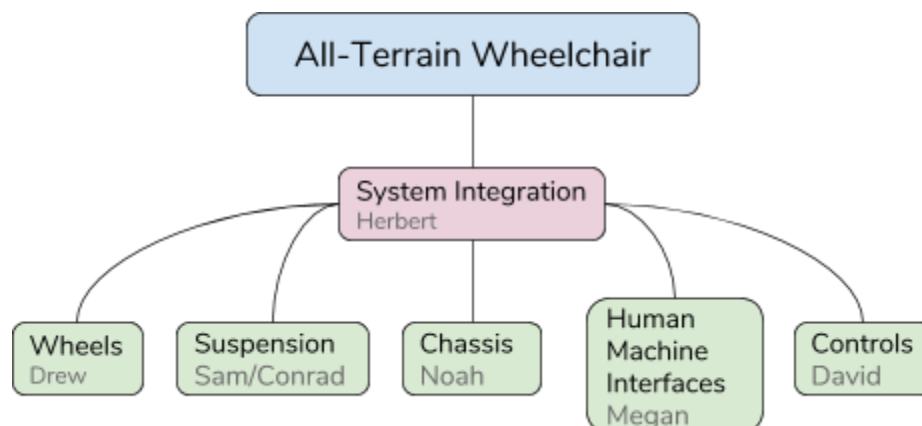 All-Terrain Wheelchair
System Integration
Herbert
Wheels
Drew
Suspension
Sam/Conrad
Chassis
Noah
Human
Machine
Interfaces
Megan
Controls
David